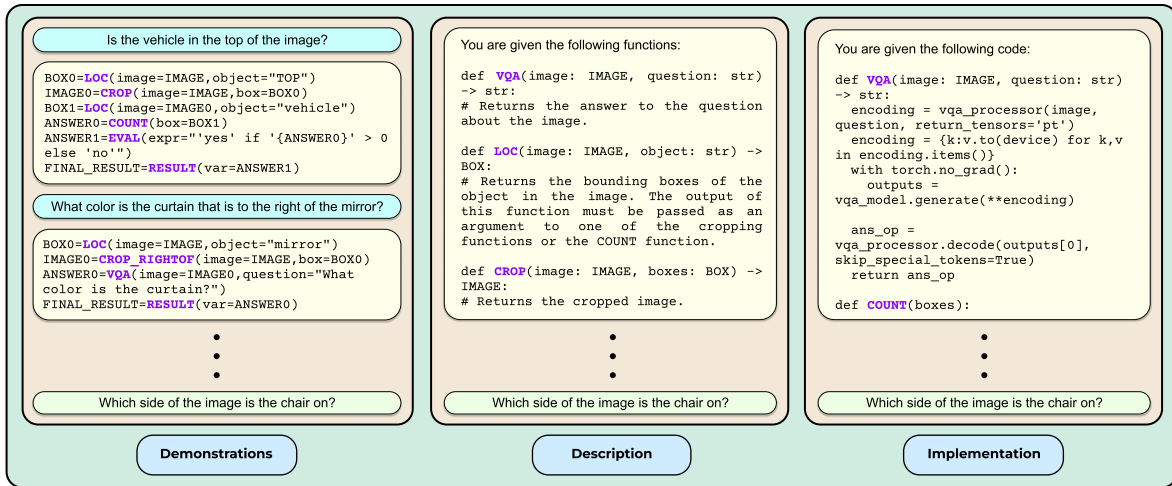 Is the vehicle in the top of the image?
BOX0=LOC(image=IMAGE,object="TOP")
IMAGE0=CROP(image=IMAGE,box=BOX0)
BOX1=LOC(image=IMAGE0,object="vehicle")
ANSWER0=COUNT(box=BOX1)
ANSWER1=EVAL(expr="'yes' if '{ANSWER0}' > 0
else 'no'")
FINAL_RESULT=RESULT(var=ANSWER1)
What color is the curtain that is to the right of the mirror?
BOX0=LOC(image=IMAGE,object="mirror")
IMAGE0=CROP_RIGHTOF(image=IMAGE,box=BOX0)
ANSWER0=VQA(image=IMAGE0,question="What
color is the curtain?")
FINAL_RESULT=RESULT(var=ANSWER0)
Which side of the image is the chair on?
Demonstrations
You are given the following functions:
def VQA(image: IMAGE, question: str)
-> str:
# Returns the answer to the question
about the image.
def LOC(image: IMAGE, object: str) ->
BOX:
# Returns the bounding boxes of the
object in the image. The output of
this function must be passed as an
argument to one of the cropping
functions or the COUNT function.
def CROP(image: IMAGE, boxes: BOX) ->
IMAGE:
# Returns the cropped image.
Which side of the image is the chair on?
Description
You are given the following code:
def VQA(image: IMAGE, question: str)
-> str:
encoding = vqa_processor(image,
question, return_tensors='pt')
encoding = {k:v.to(device) for k,v
in encoding.items()}
with torch.no_grad():
outputs =
vqa_model.generate(**encoding)
ans_op =
vqa_processor.decode(outputs[0],
skip_special_tokens=True)
return ans_op
def COUNT(boxes):
Which side of the image is the chair on?
Implementation